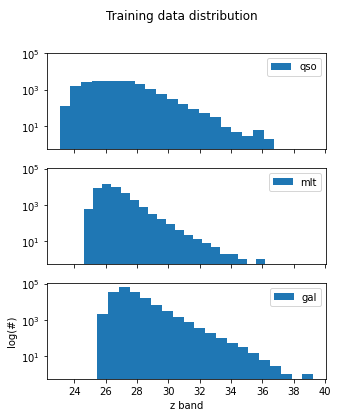 Training data distribution
10^5
10^3
10^1
qso
10^5
10^3
10^1
mlt
10^5
10^3
10^1
gal
log(#)
24 26 28 30 32 34 36 38 40
z band